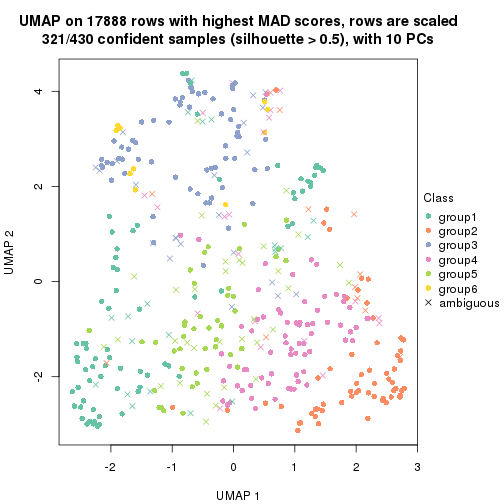 UMAP on 17888 rows with highest MAD scores, rows are scaled
321/430 confident samples (silhouette > 0.5), with 10 PCs
4
2
0
-2
UMAP 2
-2
-1
0
1
2
3
UMAP 1
Class
group1
group2
group3
group4
group5
group6
ambiguous